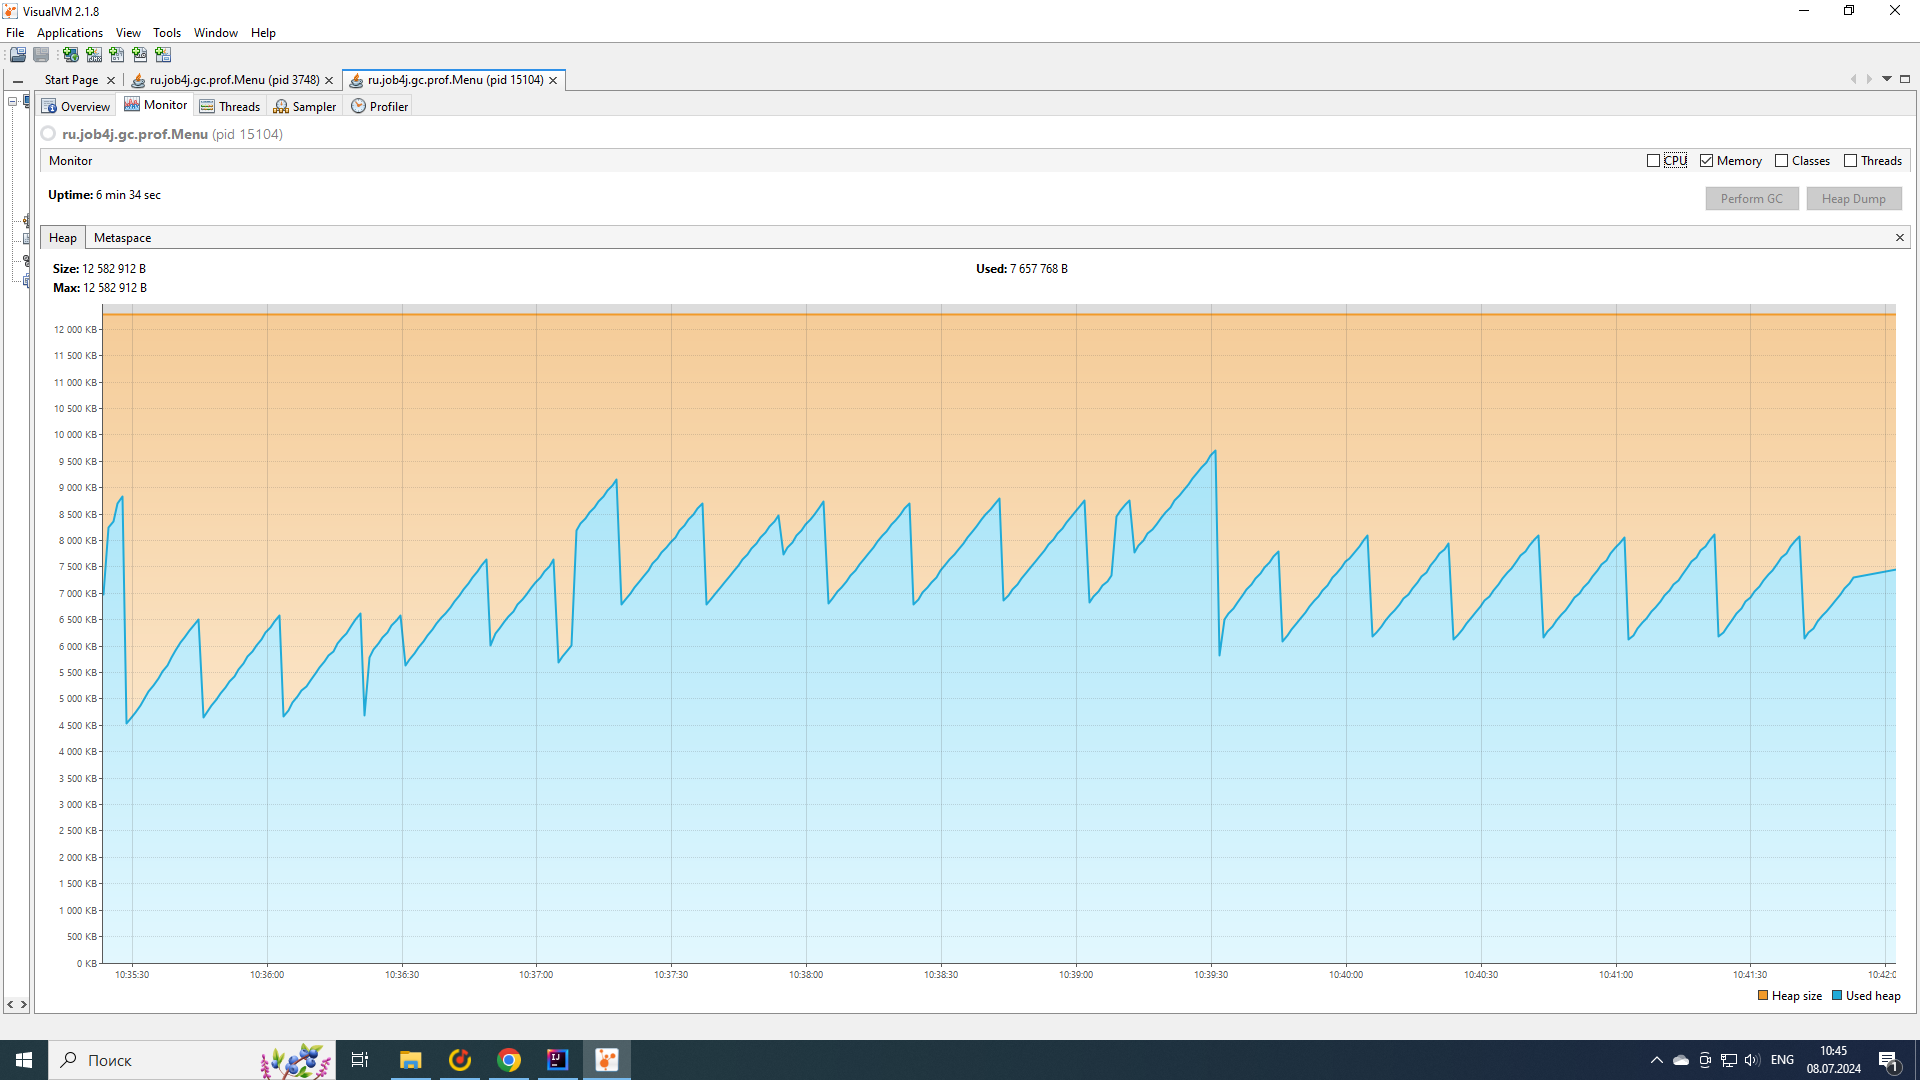 VisualVM 2.1.8
File Applications View Tools Window Help
Start Page
ru.job4j.gc.prof.Menu (pid 3748)
ru.job4j.gc.prof.Menu (pid 15104)
Overview Monitor Threads Sampler Profiler
ru.job4j.gc.prof.Menu (pid 15104)
Monitor
CPU Memory Classes Threads
Uptime: 6 min 34 sec
Perform GC Heap Dump
Heap Metaspace
Size: 12 582 912 B
Used: 7 657 768 B
Max: 12 582 912 B
12 000 KB
11 500 KB
11 000 KB
10 500 KB
10 000 KB
9 500 KB
9 000 KB
8 500 KB
8 000 KB
7 500 KB
7 000 KB
6 500 KB
6 000 KB
5 500 KB
5 000 KB
4 500 KB
4 000 KB
3 500 KB
3 000 KB
2 500 KB
2 000 KB
1 500 KB
1 000 KB
500 KB
0 KB
10:35:30 10:36:00 10:36:30 10:37:00 10:37:30 10:38:00 10:38:30 10:39:00 10:39:30 10:40:00 10:40:30 10:41:00 10:41:30 10:42:0
Heap size Used heap
Поиск
ENG
10:45
08.07.2024
1